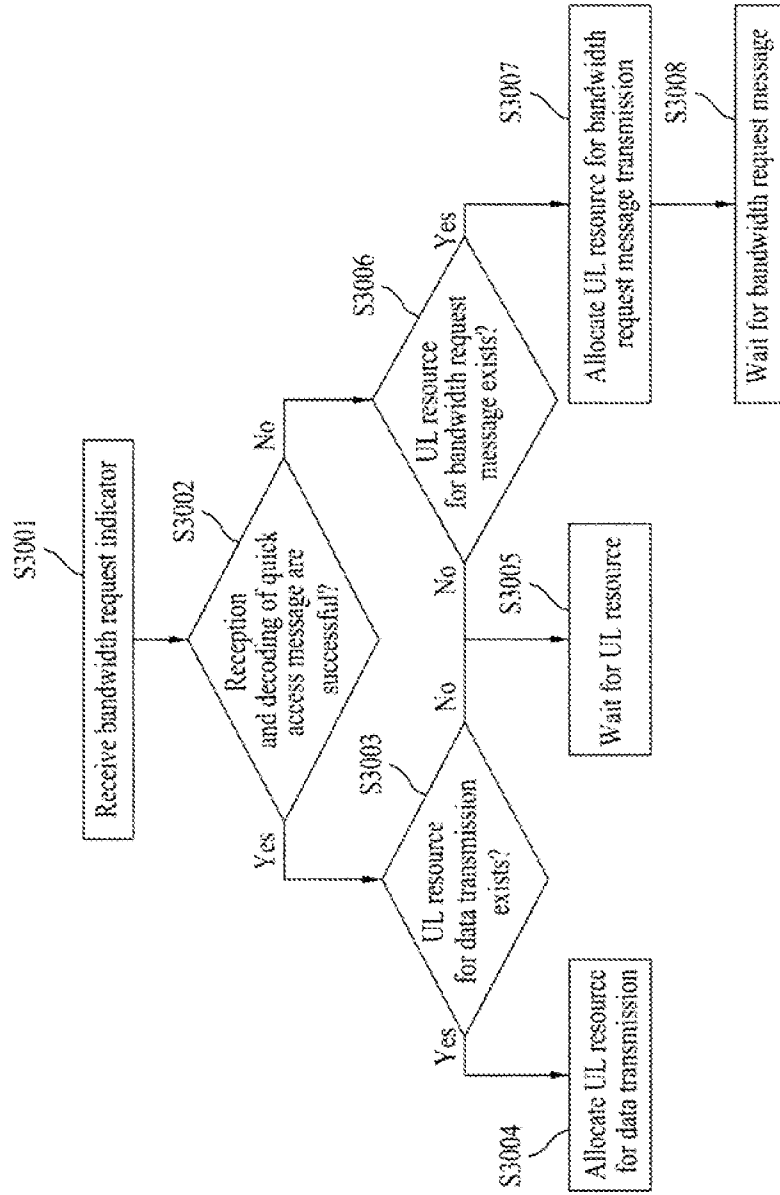 S3001
Receive bandwidth request indicator
S3002
Reception
and decoding of quick
access message are
successful?
Yes
No
S3003
UL resource
for data transmission
exists?
Yes
No
S3004
Allocate UL resource
for data transmission
S3005
Wait for UL resource
S3006
UL resource
for bandwidth request
message exists?
No
Yes
S3007
Allocate UL resource for bandwidth
request message transmission
S3008
Wait for bandwidth request message